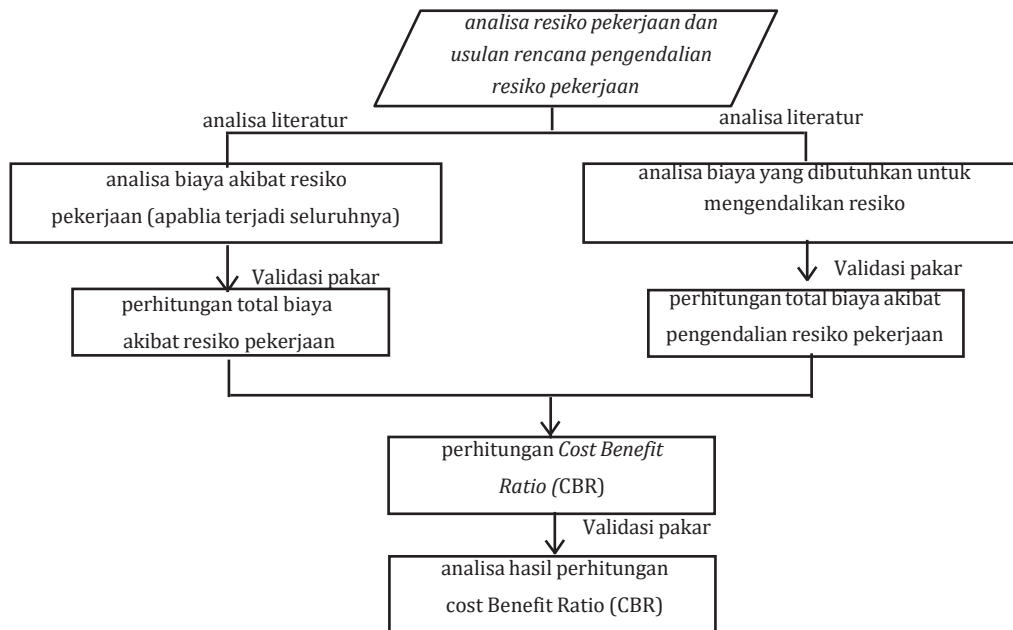 analisa resiko pekerjaan dan
usulan rencana pengendalian
resiko pekerjaan
analisa literatur
analisa literatur
analisa biaya akibat resiko
pekerjaan (apablia terjadi seluruhnya)
analisa biaya yang dibutuhkan untuk
mengendalikan resiko
Validasi pakar
Validasi pakar
perhitungan total biaya
akibat resiko pekerjaan
perhitungan total biaya akibat
pengendalian resiko pekerjaan
perhitungan Cost Benefit
Ratio (CBR)
Validasi pakar
analisa hasil perhitungan
cost Benefit Ratio (CBR)